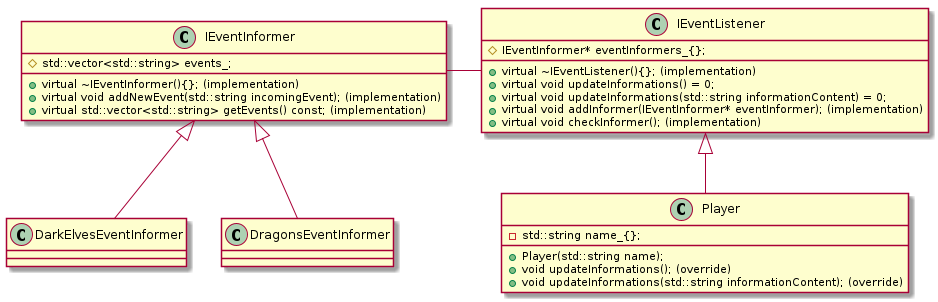 IEventInformer
std::vector<std::string> events_;
virtual ~IEventInformer(){}; (implementation)
virtual void addNewEvent(std::string incomingEvent); (implementation)
virtual std::vector<std::string> getEvents() const; (implementation)
IEventListener
IEventInformer* eventInformers_{};
virtual ~IEventListener(){}; (implementation)
virtual void updateInformations() = 0;
virtual void updateInformations(std::string informationContent) = 0;
virtual void addInformer(IEventInformer* eventInformer); (implementation)
virtual void checkInformer(); (implementation)
C DarkElvesEventInformer
C DragonsEventInformer
C Player
std::string name_{};
Player(std::string name);
void updateInformations(); (override)
void updateInformations(std::string informationContent); (override)